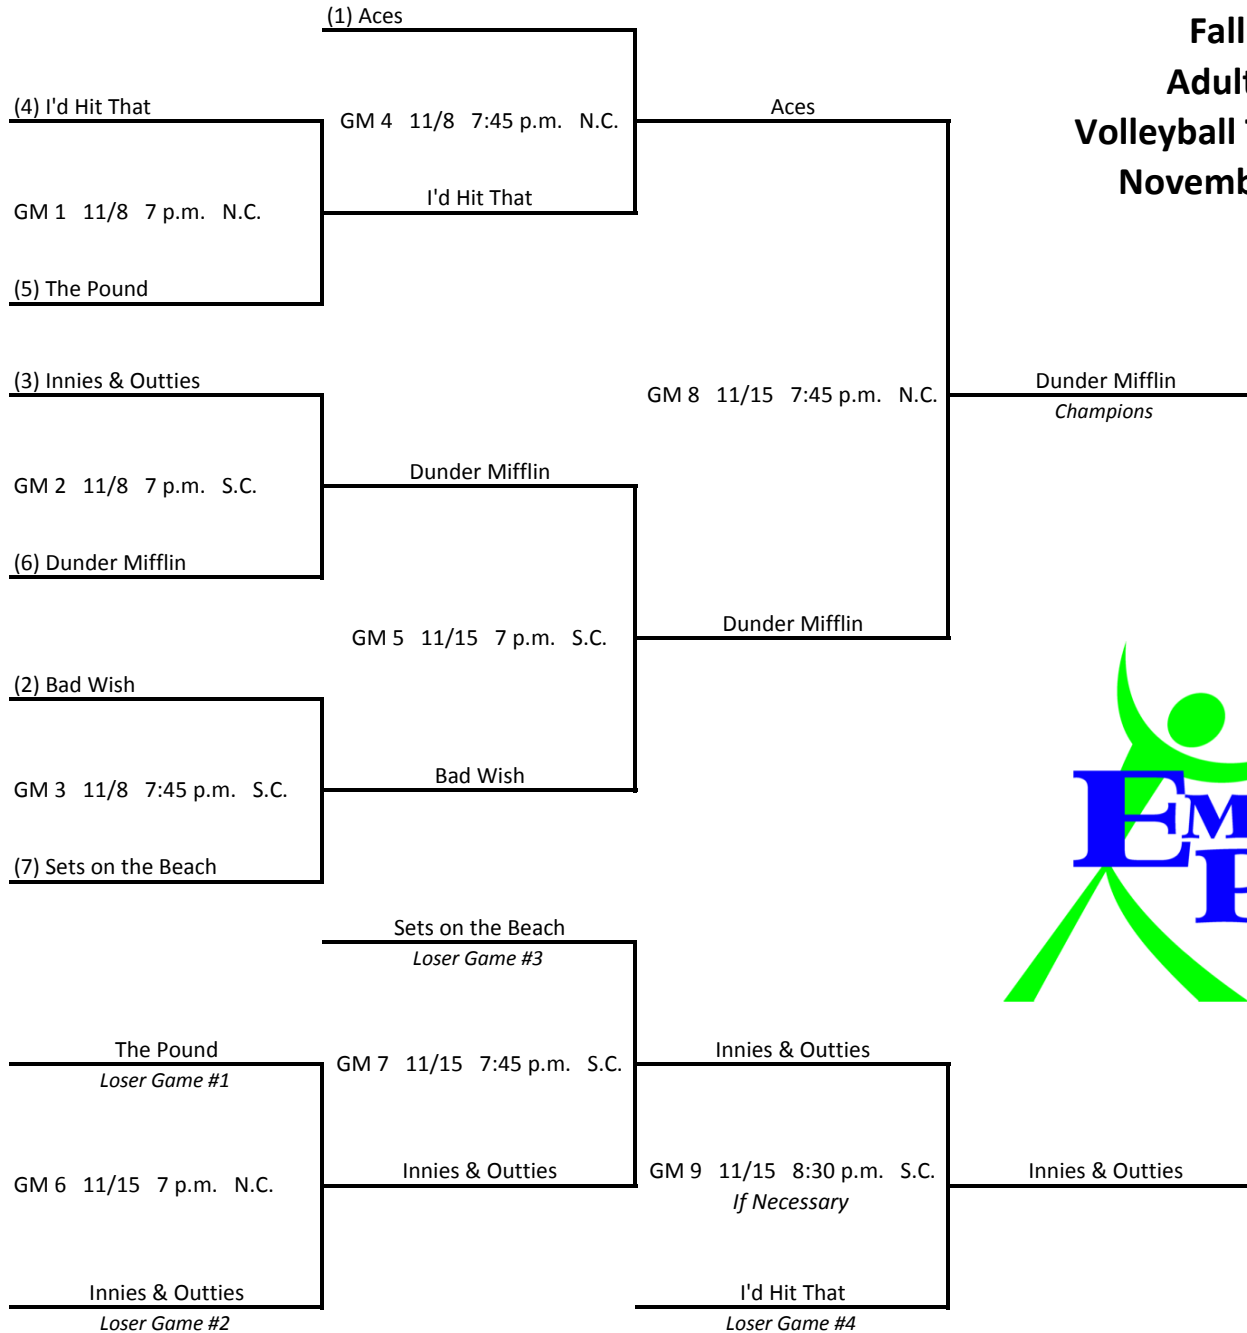 (1) Aces
Fall
Adult
Volleyball
Novemb
(4) I'd Hit That
GM 4 11/8 7:45 p.m. N.C.
Aces
I'd Hit That
GM 1 11/8 7 p.m. N.C.
(5) The Pound
(3) Innies & Outties
GM 8 11/15 7:45 p.m. N.C.
Dunder Mifflin
Champions
Dunder Mifflin
GM 2 11/8 7 p.m. S.C.
(6) Dunder Mifflin
GM 5 11/15 7 p.m. S.C.
Dunder Mifflin
(2) Bad Wish
Bad Wish
GM 3 11/8 7:45 p.m. S.C.
(7) Sets on the Beach
EM
P
Sets on the Beach
Loser Game #3
The Pound
Loser Game #1
GM 7 11/15 7:45 p.m. S.C.
Innies & Outties
Innies & Outties
GM 6 11/15 7 p.m. N.C.
GM 9 11/15 8:30 p.m. S.C.
If Necessary
Innies & Outties
Innies & Outties
Loser Game #2
I'd Hit That
Loser Game #4